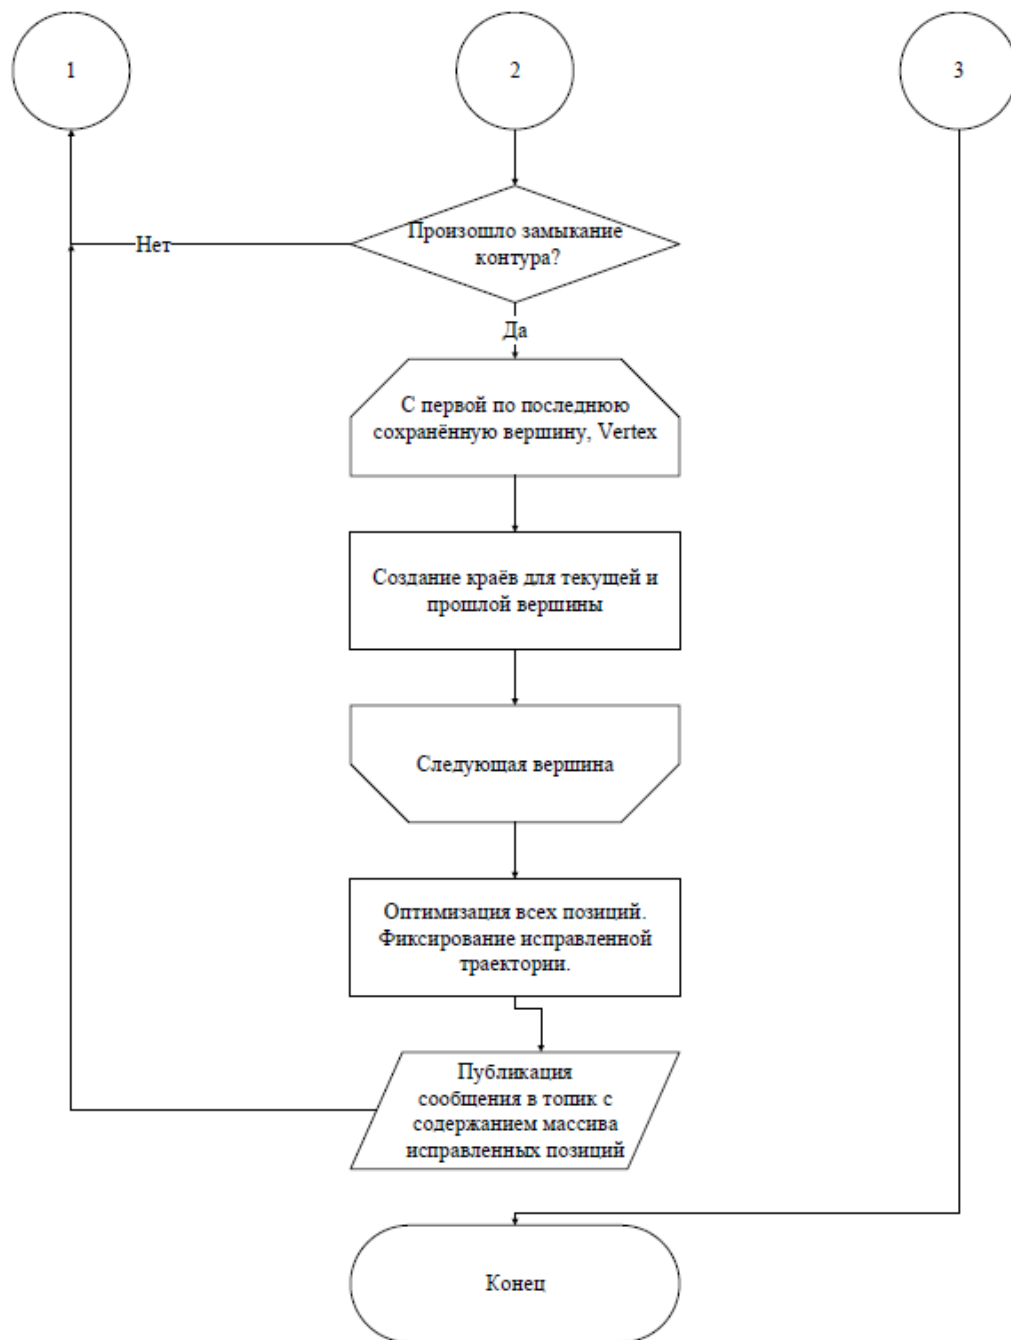 1
2
3
Произошло замыкание
контура?
Нет
Да
С первой по последнюю
сохранённую вершину, Vertex
Создание краёв для текущей и
прошлой вершины
Следующая вершина
Оптимизация всех позиций.
Фиксирование исправленной
траектории.
Публикация
сообщения в топик с
содержанием массива
исправленных позиций
Конец